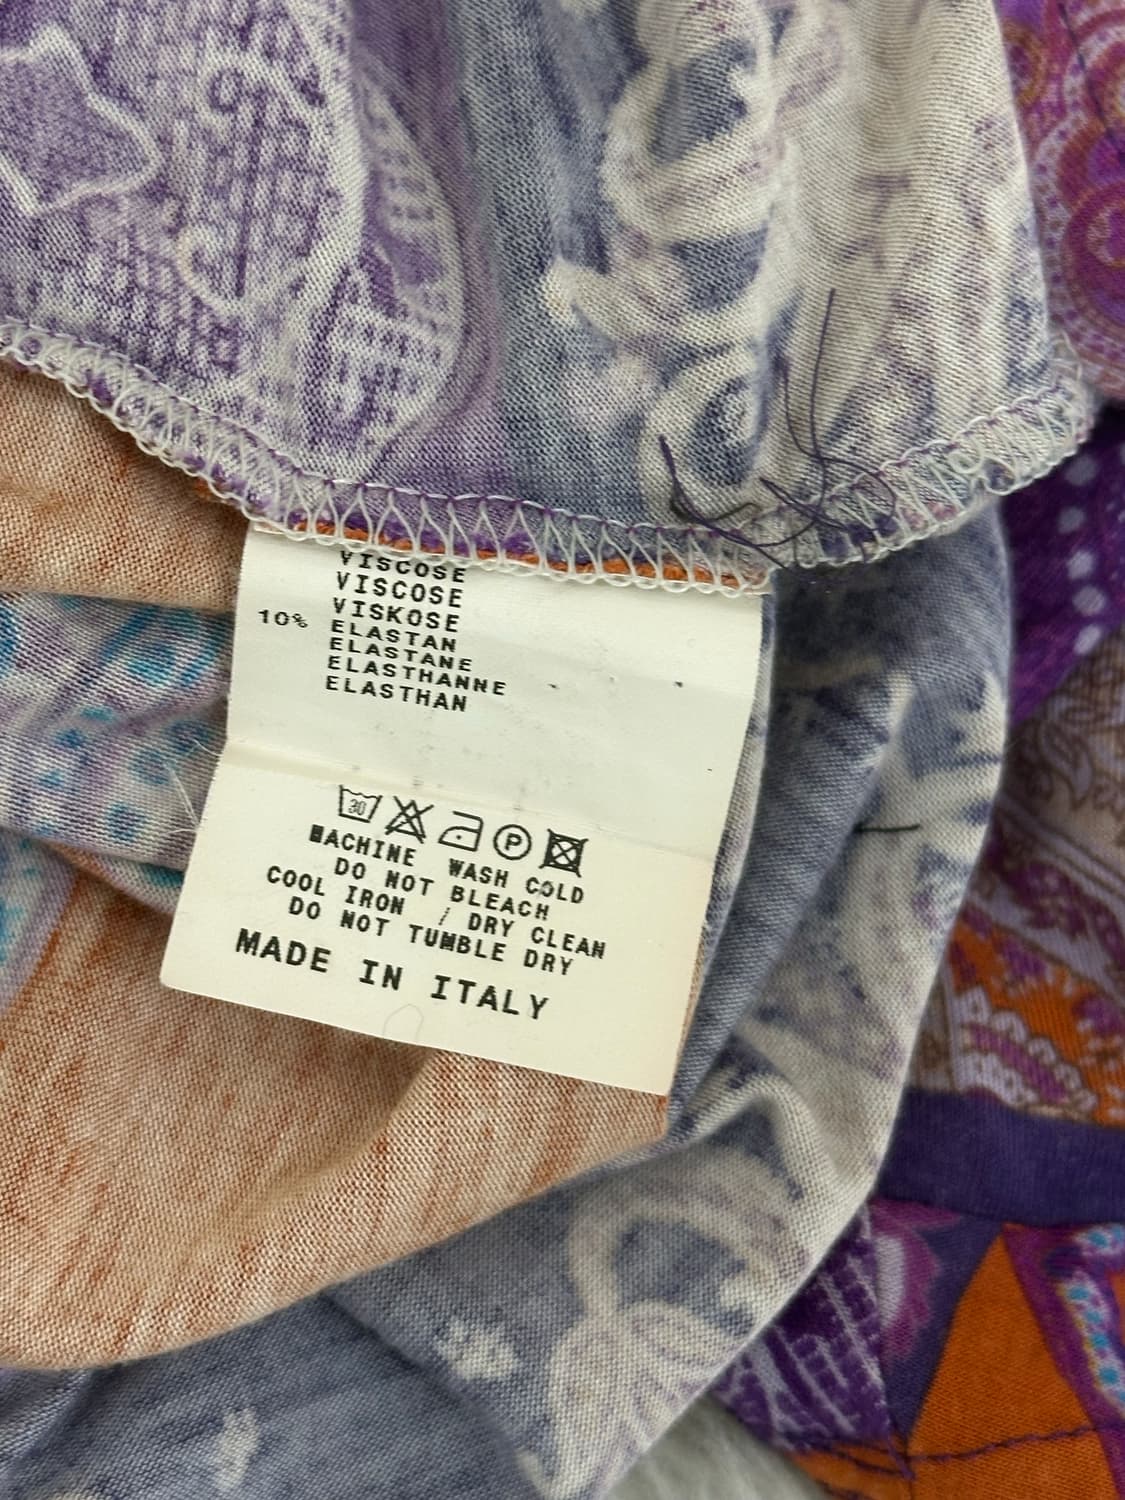 VISCOSE
VISCOSE
VISKOSE
10% ELASTAN
ELASTANE
ELASTHANNE
ELASTHAN
30 P
MACHINE WASH COLD
DO NOT BLEACH
COOL IRON / DRY CLEAN
DO NOT TUMBLE DRY
MADE IN ITALY